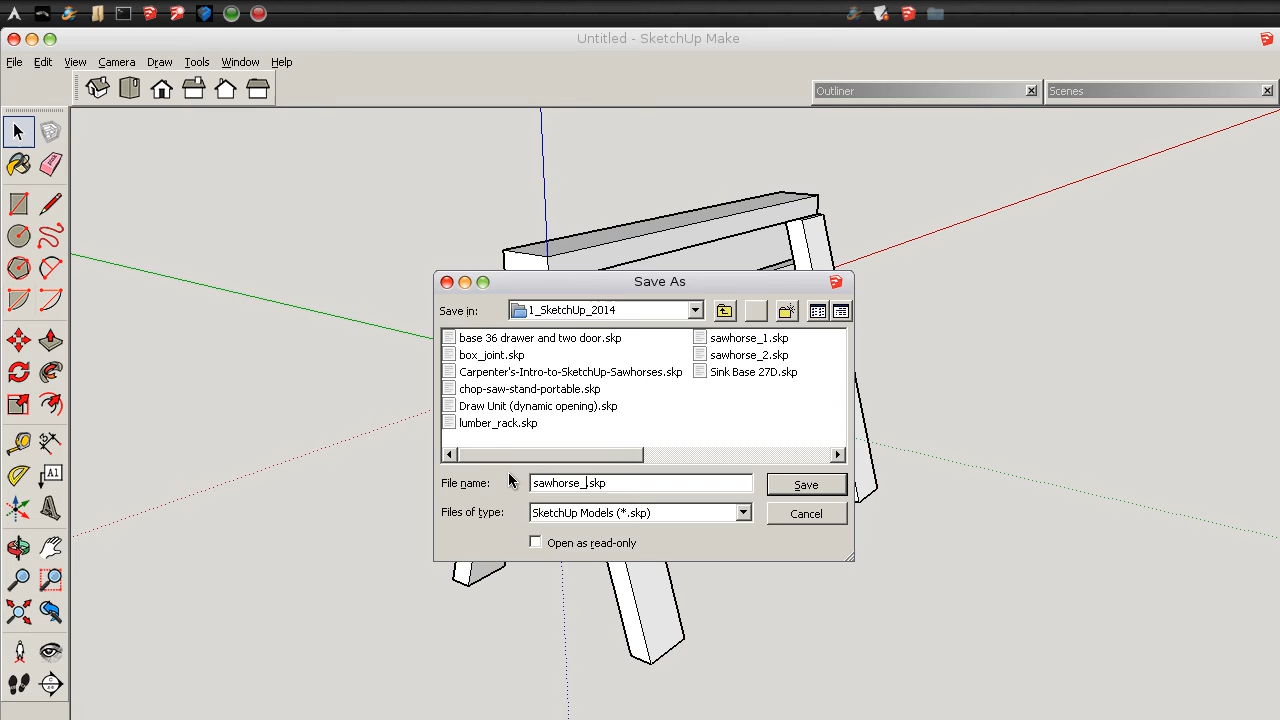 Untitled - SketchUp Make
File Edit View Camera Draw Tools Window Help
Outliner
Scenes
A1
Save As
Save in: 1_SketchUp_2014
base 36 drawer and two door.skp
box_joint.skp
Carpenter's-Intro-to-SketchUp-Sawhorses.skp
chop-saw-stand-portable.skp
Draw Unit (dynamic opening).skp
lumber_rack.skp
sawhorse_1.skp
sawhorse_2.skp
Sink Base 27D.skp
File name: sawhorse_.skp Save
Files of type: SketchUp Models (*.skp) Cancel
Open as read-only